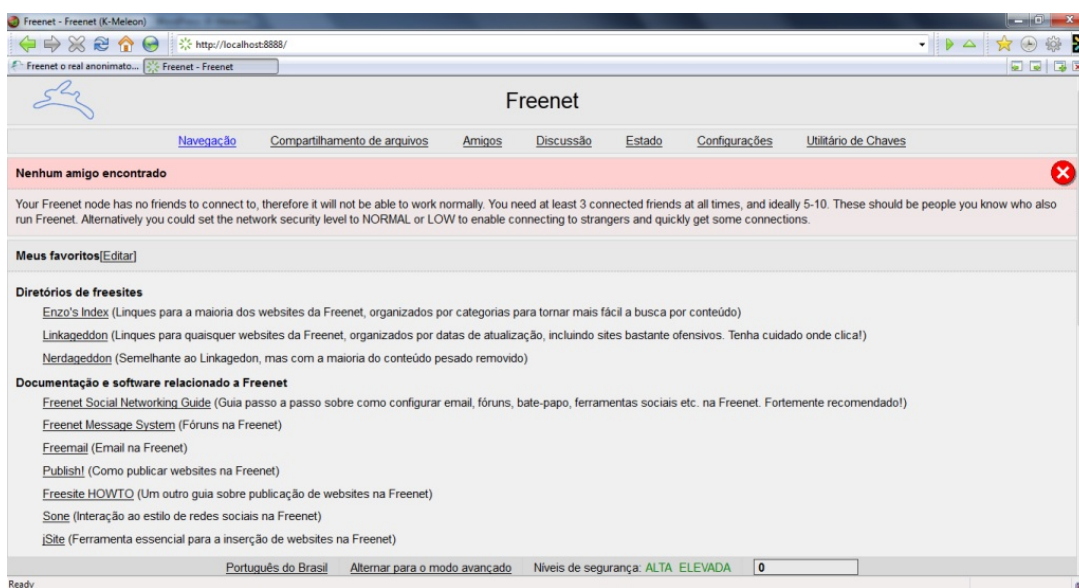 Freenet - Freenet (K-Meleon)
http://localhost:8888/
Freenet o real anonimato... Freenet - Freenet
Freenet
Navegação Compartilhamento de arquivos Amigos Discussão Estado Configurações Utilitário de Chaves
Nenhum amigo encontrado
Your Freenet node has no friends to connect to, therefore it will not be able to work normally. You need at least 3 connected friends at all times, and ideally 5-10. These should be people you know who also
run Freenet. Alternatively you could set the network security level to NORMAL or LOW to enable connecting to strangers and quickly get some connections.
Meus favoritos[Editar]
Diretórios de freesites
Enzo's Index (Linques para a maioria dos websites da Freenet, organizados por categorias para tornar mais fácil a busca por conteúdo)
Linkageddon (Linques para quaisquer websites da Freenet, organizados por datas de atualização, incluindo sites bastante ofensivos. Tenha cuidado onde clica!)
Nerdageddon (Semelhante ao Linkagedon, mas com a maioria do conteúdo pesado removido)
Documentação e software relacionado a Freenet
Freenet Social Networking Guide (Guia passo a passo sobre como configurar email, fóruns, bate-papo, ferramentas sociais etc. na Freenet. Fortemente recomendado!)
Freenet Message System (Fóruns na Freenet)
Freemail (Email na Freenet)
Publish! (Como publicar websites na Freenet)
Freesite HOWTO (Um outro guia sobre publicação de websites na Freenet)
Sone (Interação ao estilo de redes sociais na Freenet)
jSite (Ferramenta essencial para a inserção de websites na Freenet)
Português do Brasil Alternar para o modo avançado Níveis de segurança: ALTA ELEVADA 0
Ready